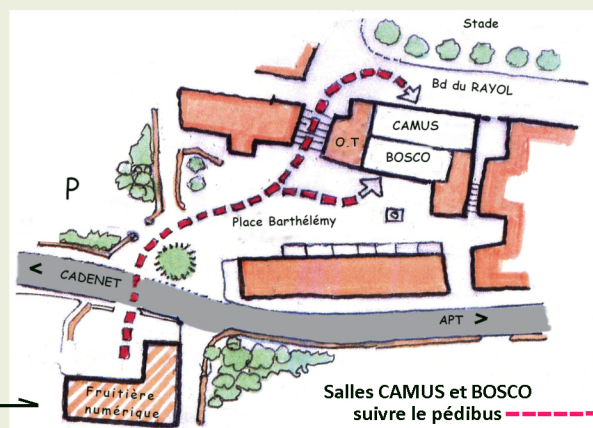 Stade
Bd du RAYOL
CAMUS
O.T
BOSCO
P
Place Barthélémy
< CADENET
APT >
Fruitière
numérique
Salles CAMUS et BOSCO
suivre le pédibus